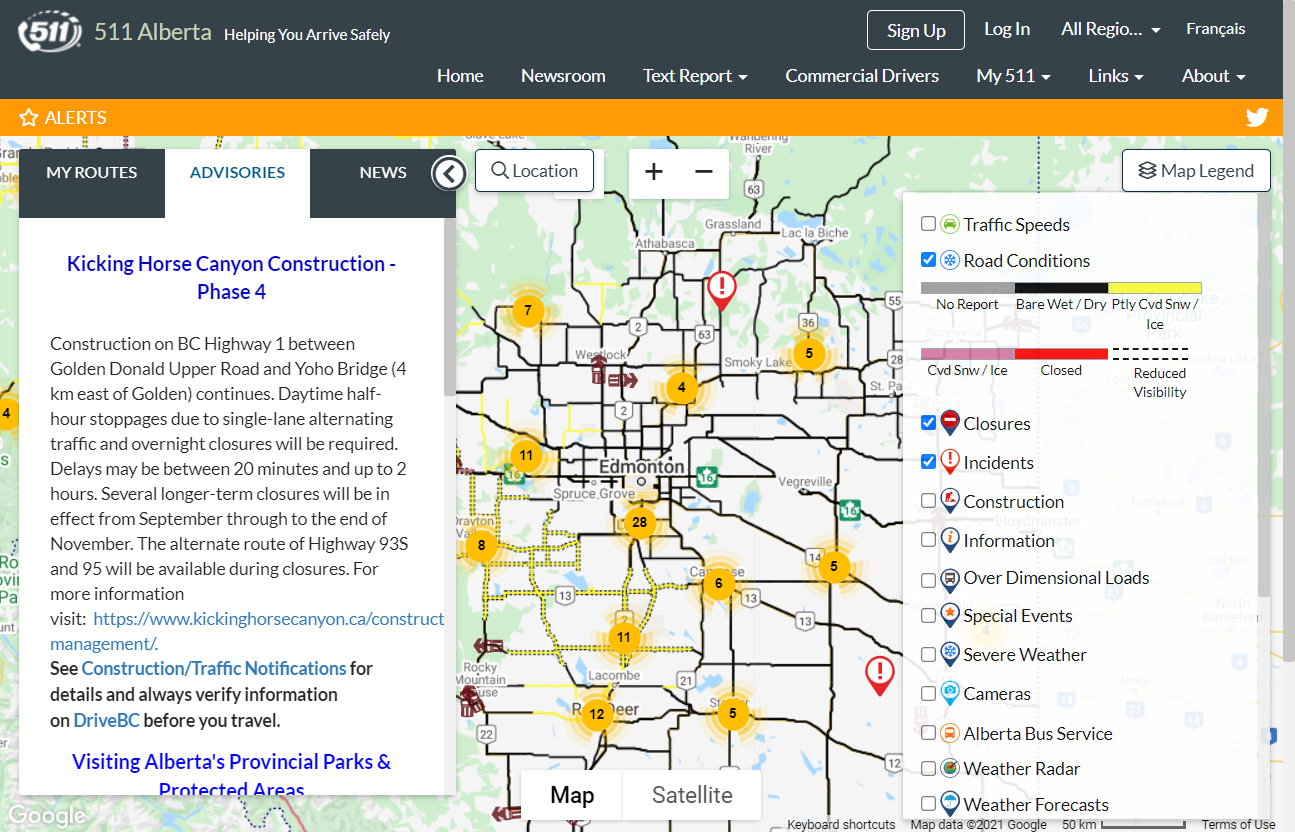 511 511 Alberta Helping You Arrive Safely
Sign Up Log In All Regio... Français
Home Newsroom Text Report Commercial Drivers My 511 Links About
ALERTS
MY ROUTES ADVISORIES NEWS
Kicking Horse Canyon Construction -
Phase 4
Construction on BC Highway 1 between
Golden Donald Upper Road and Yoho Bridge (4
km east of Golden) continues. Daytime half-
hour stoppages due to single-lane alternating
traffic and overnight closures will be required.
Delays may be between 20 minutes and up to 2
hours. Several longer-term closures will be in
effect from September through to the end of
November. The alternate route of Highway 93S
and 95 will be available during closures. For
more information
visit: https://www.kickinghorsecanyon.ca/construct
management/.
See Construction/Traffic Notifications for
details and always verify information
on DriveBC before you travel.
Visiting Alberta's Provincial Parks &
Protected Areas
Location
+ −
Map Legend
Traffic Speeds
Road Conditions
No Report Bare Wet / Dry Ptly Cvd Snw /
Ice
Cvd Snw / Ice Closed Reduced
Visibility
Closures
Incidents
Construction
Information
Over Dimensional Loads
Special Events
Severe Weather
Cameras
Alberta Bus Service
Weather Radar
Weather Forecasts
Wandering
River
63
Grassland
Lac la Biche
Athabasca
55
7
2
63
36
Westlock
Smoky Lake
5
28
4
St. Pa
2
4
11
Edmonton
16
16
Spruce Grove
Vegreville
16
28
Drayton
8
14
5
6
13
13
13
11
Rocky
Mountain
House
Lacombe
21
12
5
22
12
Lloydminster
Map Satellite
Google
Keyboard shortcuts Map data ©2021 Google 50 km Terms of Use